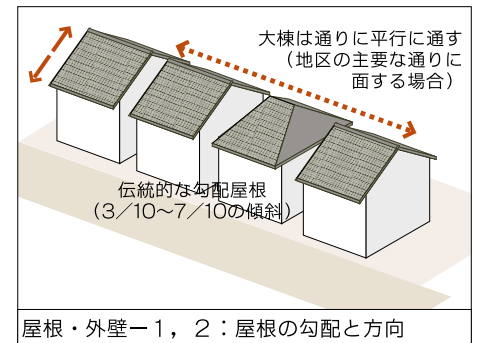 大棟は通りに平行に通す
（地区の主要な通りに
面する場合）
伝統的な勾配屋根
（3／10～7／10の傾斜）
屋根・外壁ー１，２：屋根の勾配と方向